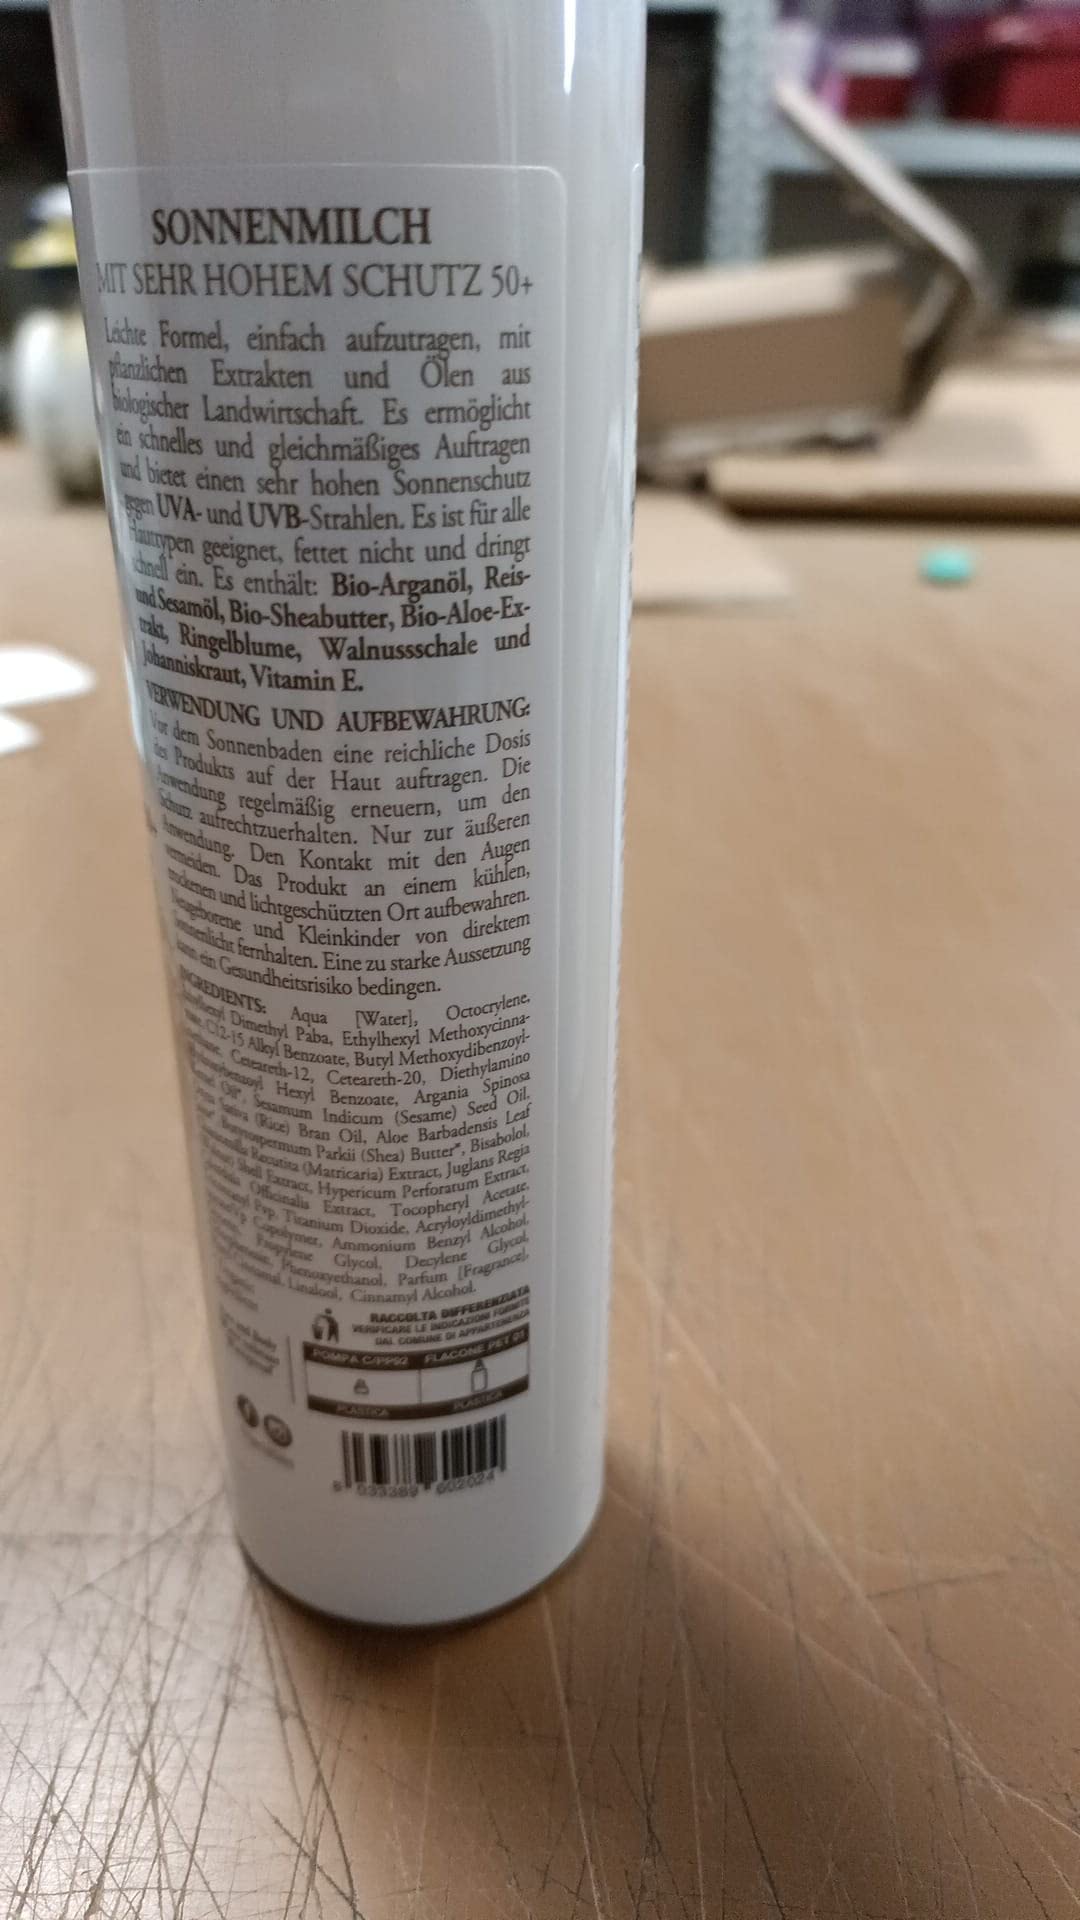 SONNENMILCH
MIT SEHR HOHEM SCHUTZ 50+
Leichte Formel, einfach aufzutragen, mit
pflanzlichen Extrakten und Ölen aus
biologischer Landwirtschaft. Es ermöglicht
ein schnelles und gleichmäßiges Auftragen
und bietet einen sehr hohen Sonnenschutz
gegen UVA- und UVB-Strahlen. Es ist für alle
Hauttypen geeignet, fettet nicht und dringt
schnell ein. Es enthält: Bio-Arganöl, Reis-
und Sesamöl, Bio-Sheabutter, Bio-Aloe-Ex-
trakt, Ringelblume, Walnussschale und
Johanniskraut, Vitamin E.
VERWENDUNG UND AUFBEWAHRUNG:
Vor dem Sonnenbaden eine reichliche Dosis
des Produkts auf der Haut auftragen. Die
Anwendung regelmäßig erneuern, um den
Schutz aufrechtzuerhalten. Nur zur äußeren
Anwendung. Den Kontakt mit den Augen
vermeiden. Das Produkt an einem kühlen,
trockenen und lichtgeschützten Ort aufbewahren.
Neugeborene und Kleinkinder von direktem
Sonnenlicht fernhalten. Eine zu starke Aussetzung
kann ein Gesundheitsrisiko bedingen.
INGREDIENTS: Aqua [Water], Octocrylene,
Dimethyl Paba, Ethylhexyl Methoxycinna-
C12-15 Alkyl Benzoate, Butyl Methoxydibenzoyl-
Ceteareth-12, Ceteareth-20, Diethylamino
Hexyl Benzoate, Argania Spinosa
Oil*, Sesamum Indicum (Sesame) Seed Oil,
Sativa (Rice) Bran Oil, Aloe Barbadensis Leaf
Butyrospermum Parkii (Shea) Butter*, Bisabolol,
Recutita (Matricaria) Extract, Juglans Regia
Shell Extract, Hypericum Perforatum Extract,
Officinalis Extract, Tocopheryl Acetate,
Pvp, Titanium Dioxide, Acryloyldimethyl-
Copolymer, Ammonium Benzyl Alcohol,
Propylene Glycol, Decylene Glycol,
Phenoxyethanol, Parfum [Fragrance],
Linalool, Cinnamyl Alcohol.
RACCOLTA DIFFERENZIATA
VERIFICARE LE INDICAZIONI FORNITE
DAL COMUNE DI APPARTENENZA
POMPA C/PP92 FLACONE PET 01
PLASTICA PLASTICA
8 033389 602024